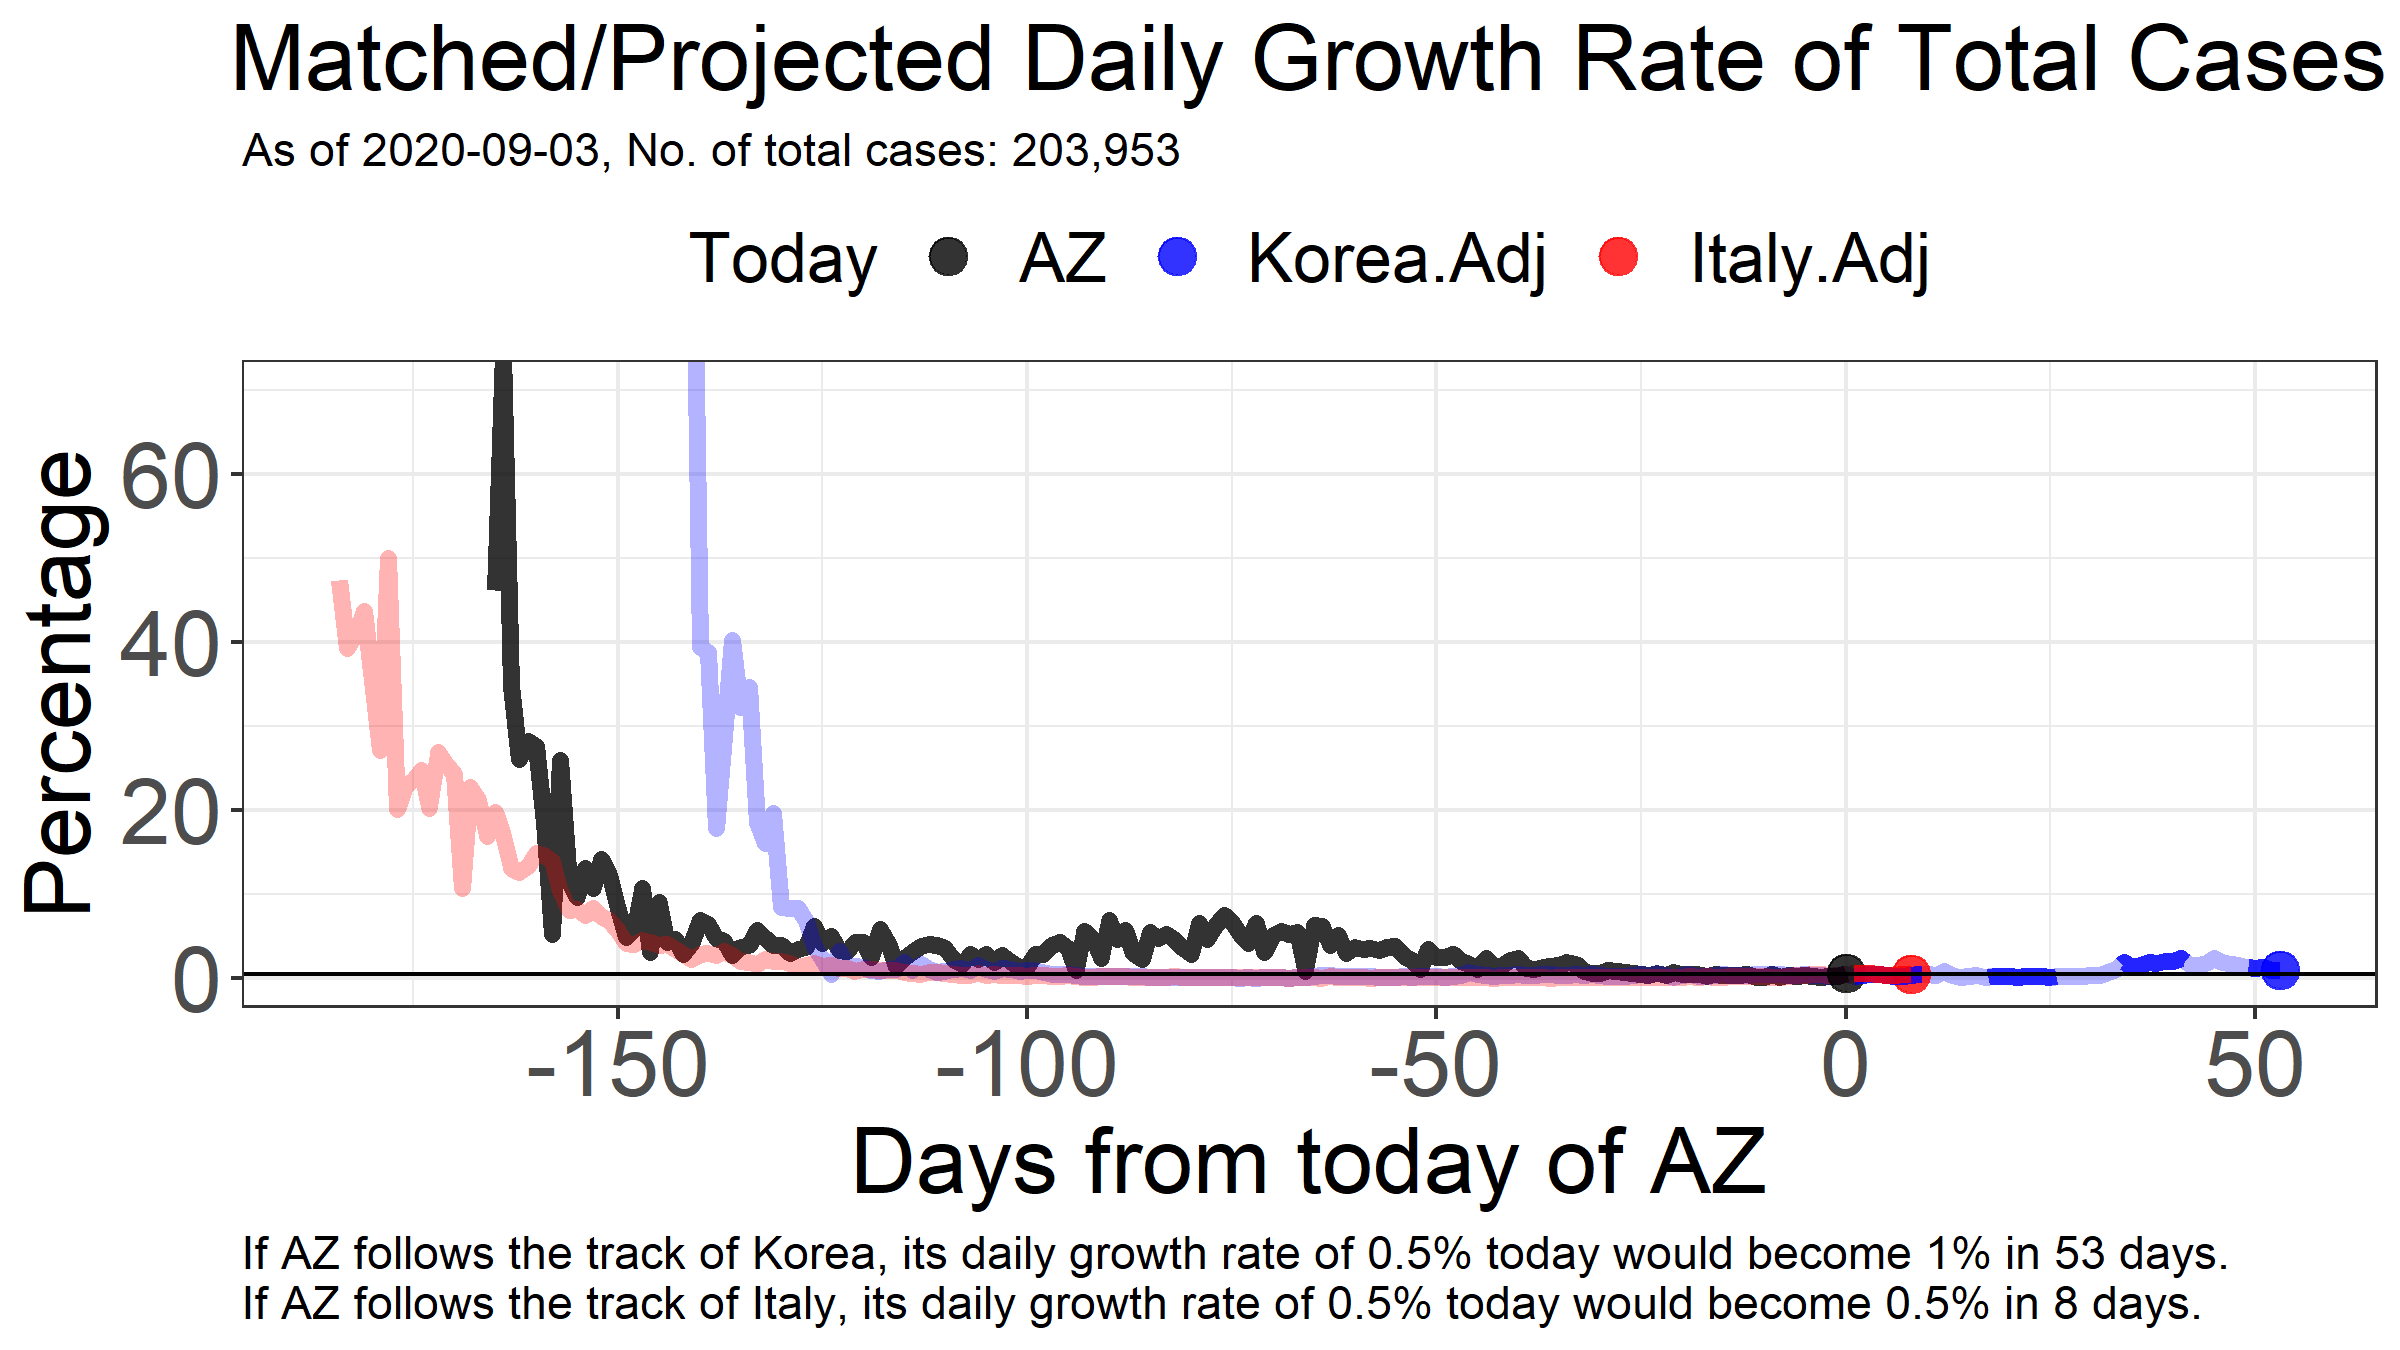 Matched/Projected Daily Growth Rate of Total Cases
As of 2020-09-03, No. of total cases: 203,953
Today AZ Korea.Adj Italy.Adj
Percentage
60
40
20
0
-150 -100 -50 0 50
Days from today of AZ
If AZ follows the track of Korea, its daily growth rate of 0.5% today would become 1% in 53 days.
If AZ follows the track of Italy, its daily growth rate of 0.5% today would become 0.5% in 8 days.